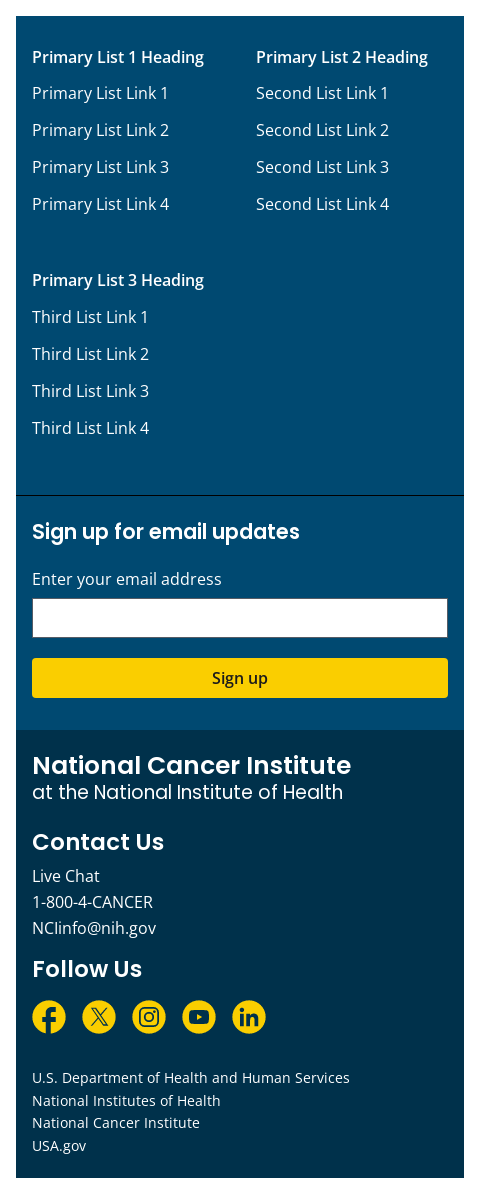 Primary List 1 Heading
Primary List Link 1
Primary List Link 2
Primary List Link 3
Primary List Link 4
Primary List 2 Heading
Second List Link 1
Second List Link 2
Second List Link 3
Second List Link 4
Primary List 3 Heading
Third List Link 1
Third List Link 2
Third List Link 3
Third List Link 4
Sign up for email updates
Enter your email address
Sign up
National Cancer Institute
at the National Institute of Health
Contact Us
Live Chat
1-800-4-CANCER
NCIinfo@nih.gov
Follow Us
U.S. Department of Health and Human Services
National Institutes of Health
National Cancer Institute
USA.gov